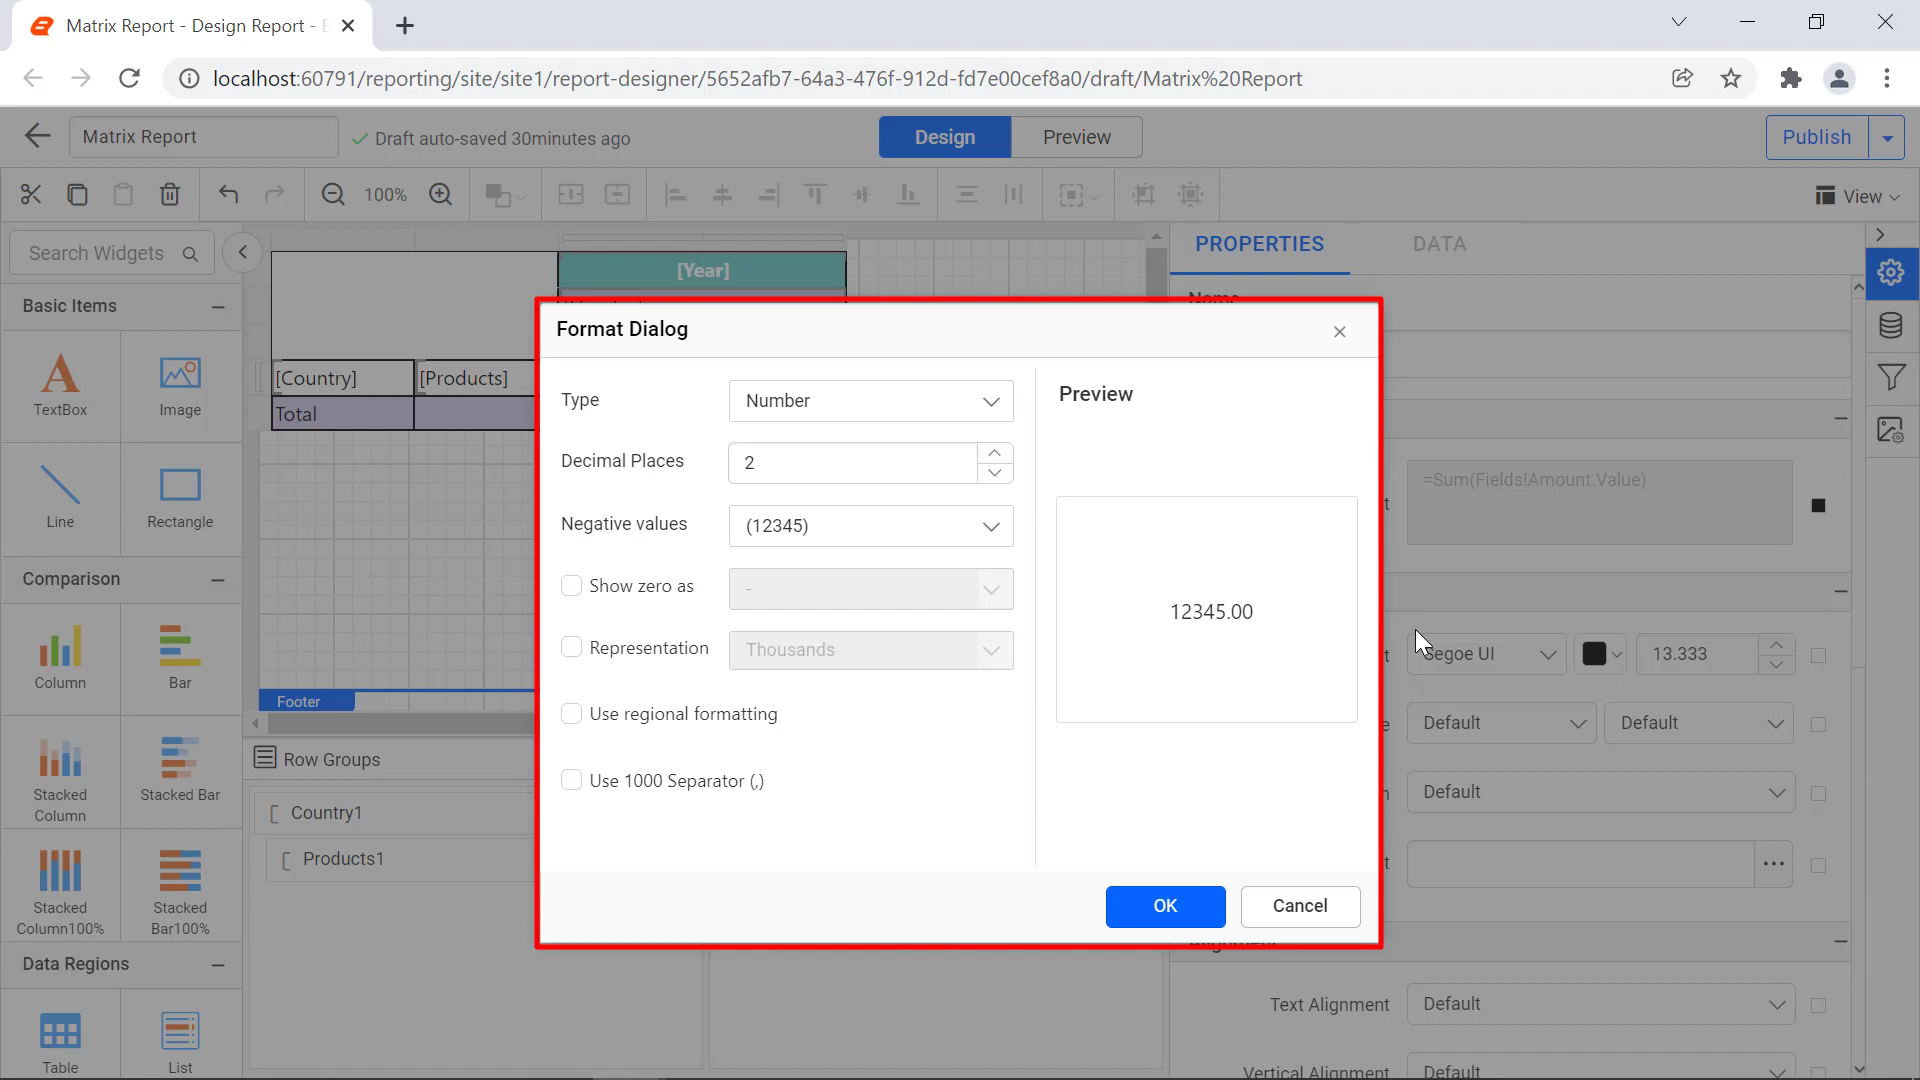 Matrix Report - Design Report -
localhost:60791/reporting/site/site1/report-designer/5652afb7-64a3-476f-912d-fd7e00cef8a0/draft/Matrix%20Report
Matrix Report
Draft auto-saved 30minutes ago
Design
Preview
Publish
100%
View
Search Widgets
[Year]
PROPERTIES
DATA
Basic Items
Name
Format Dialog
TextBox
Image
[Country]
[Products]
Total
Type
Number
Preview
Decimal Places
2
=Sum(Fields!Amount.Value)
Line
Rectangle
Negative values
(12345)
Comparison
Show zero as
-
12345.00
Column
Bar
Representation
Thousands
Segoe UI
13.333
Footer
Use regional formatting
Default
Default
Row Groups
Stacked
Column
Stacked Bar
Use 1000 Separator (,)
Default
Country1
Products1
Stacked
Column100%
Stacked
Bar100%
OK
Cancel
Data Regions
Text Alignment
Default
Table
List
Vertical Alignment
Default